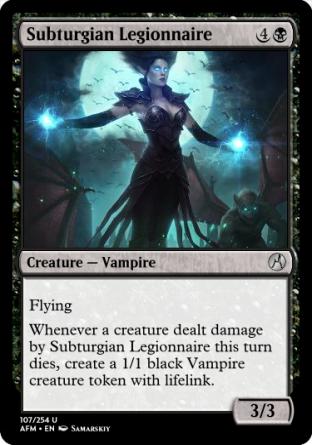 Subturgian Legionnaire 4
Creature — Vampire
Flying
Whenever a creature dealt damage
by Subturgian Legionnaire this turn
dies, create a 1/1 black Vampire
creature token with lifelink.
3/3
107/254 U
AFM • EN Samarskiy